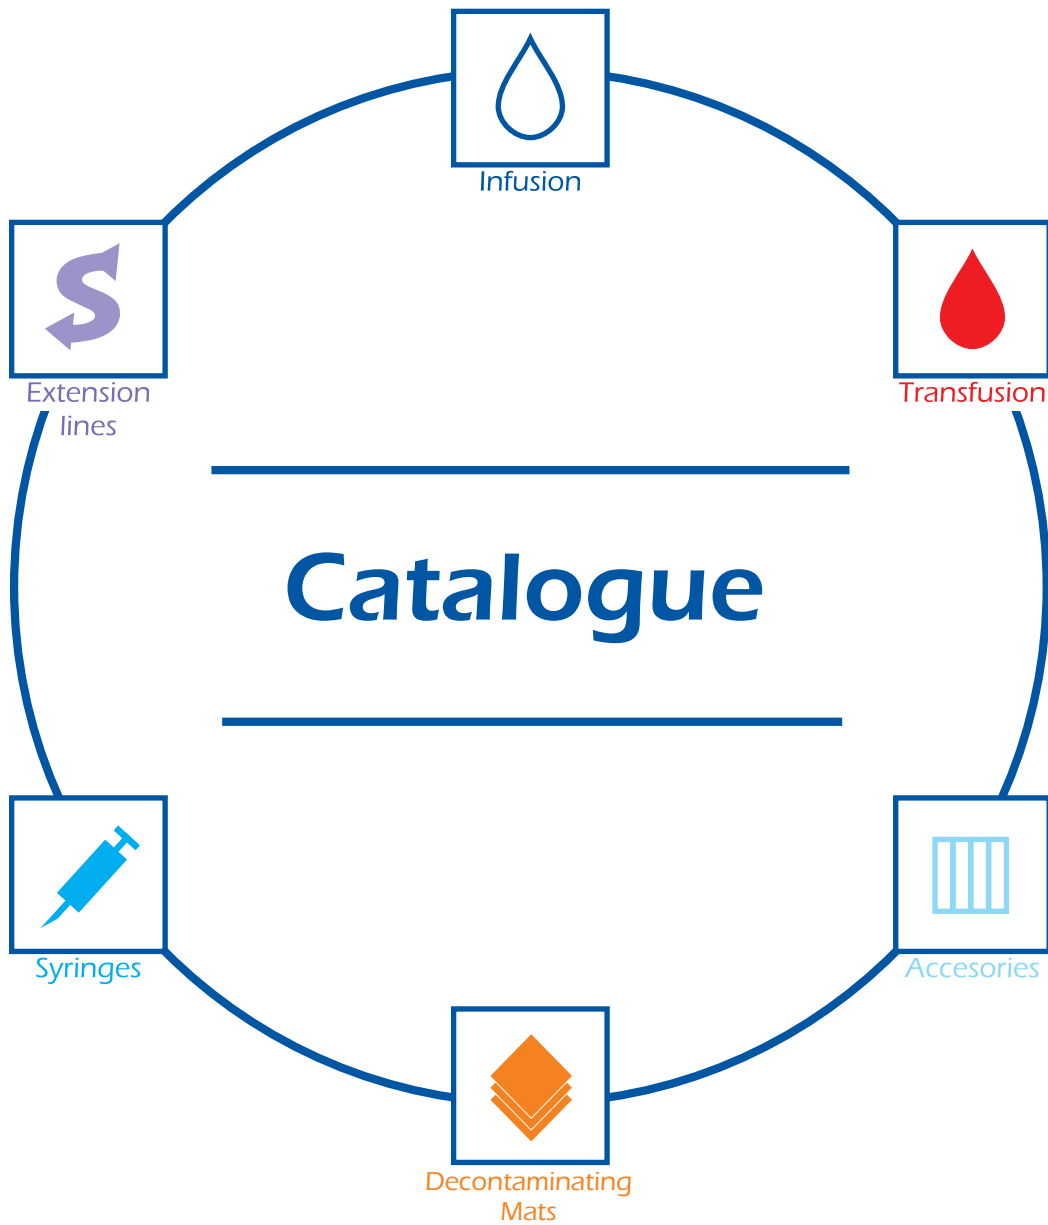 Infusion
Extension
lines
Transfusion
Catalogue
Syringes
Accesories
Decontaminating
Mats